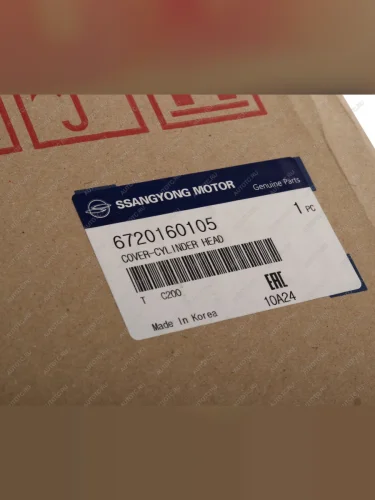 SSANGYONG MOTOR
Genuine Parts
6720160105
1 PC
COVER-CYLINDER HEAD
T C200
EAC
10A24
Made in Korea